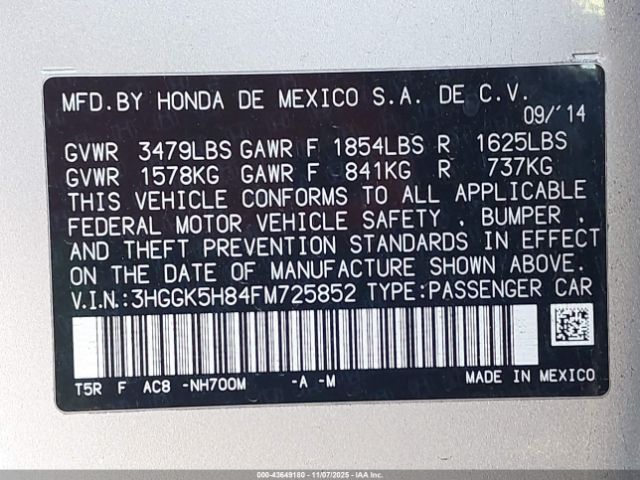 MFD.BY HONDA DE MEXICO S.A. DE C.V.
09/´14
GVWR 3479LBS GAWR F 1854LBS R 1625LBS
GVWR 1578KG GAWR F 841KG R 737KG
THIS VEHICLE CONFORMS TO ALL APPLICABLE
FEDERAL MOTOR VEHICLE SAFETY , BUMPER ,
AND THEFT PREVENTION STANDARDS IN EFFECT
ON THE DATE OF MANUFACTURE SHOWN ABOVE.
V.I.N.:3HGGK5H84FM725852 TYPE:PASSENGER CAR
T5R F AC8 -NH700M -A -M MADE IN MEXICO
000-43649180 - 11/07/2025 - IAAI Inc.